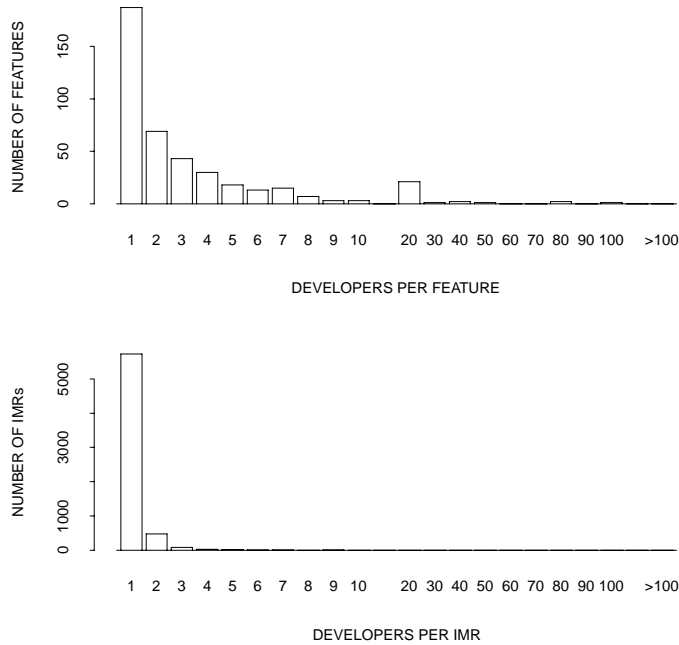 NUMBER OF FEATURES
150
100
50
0
1 2 3 4 5 6 7 8 9 10 20 30 40 50 60 70 80 90 100 >100
DEVELOPERS PER FEATURE
NUMBER OF IMRs
5000
3000
1000
0
1 2 3 4 5 6 7 8 9 10 20 30 40 50 60 70 80 90 100 >100
DEVELOPERS PER IMR